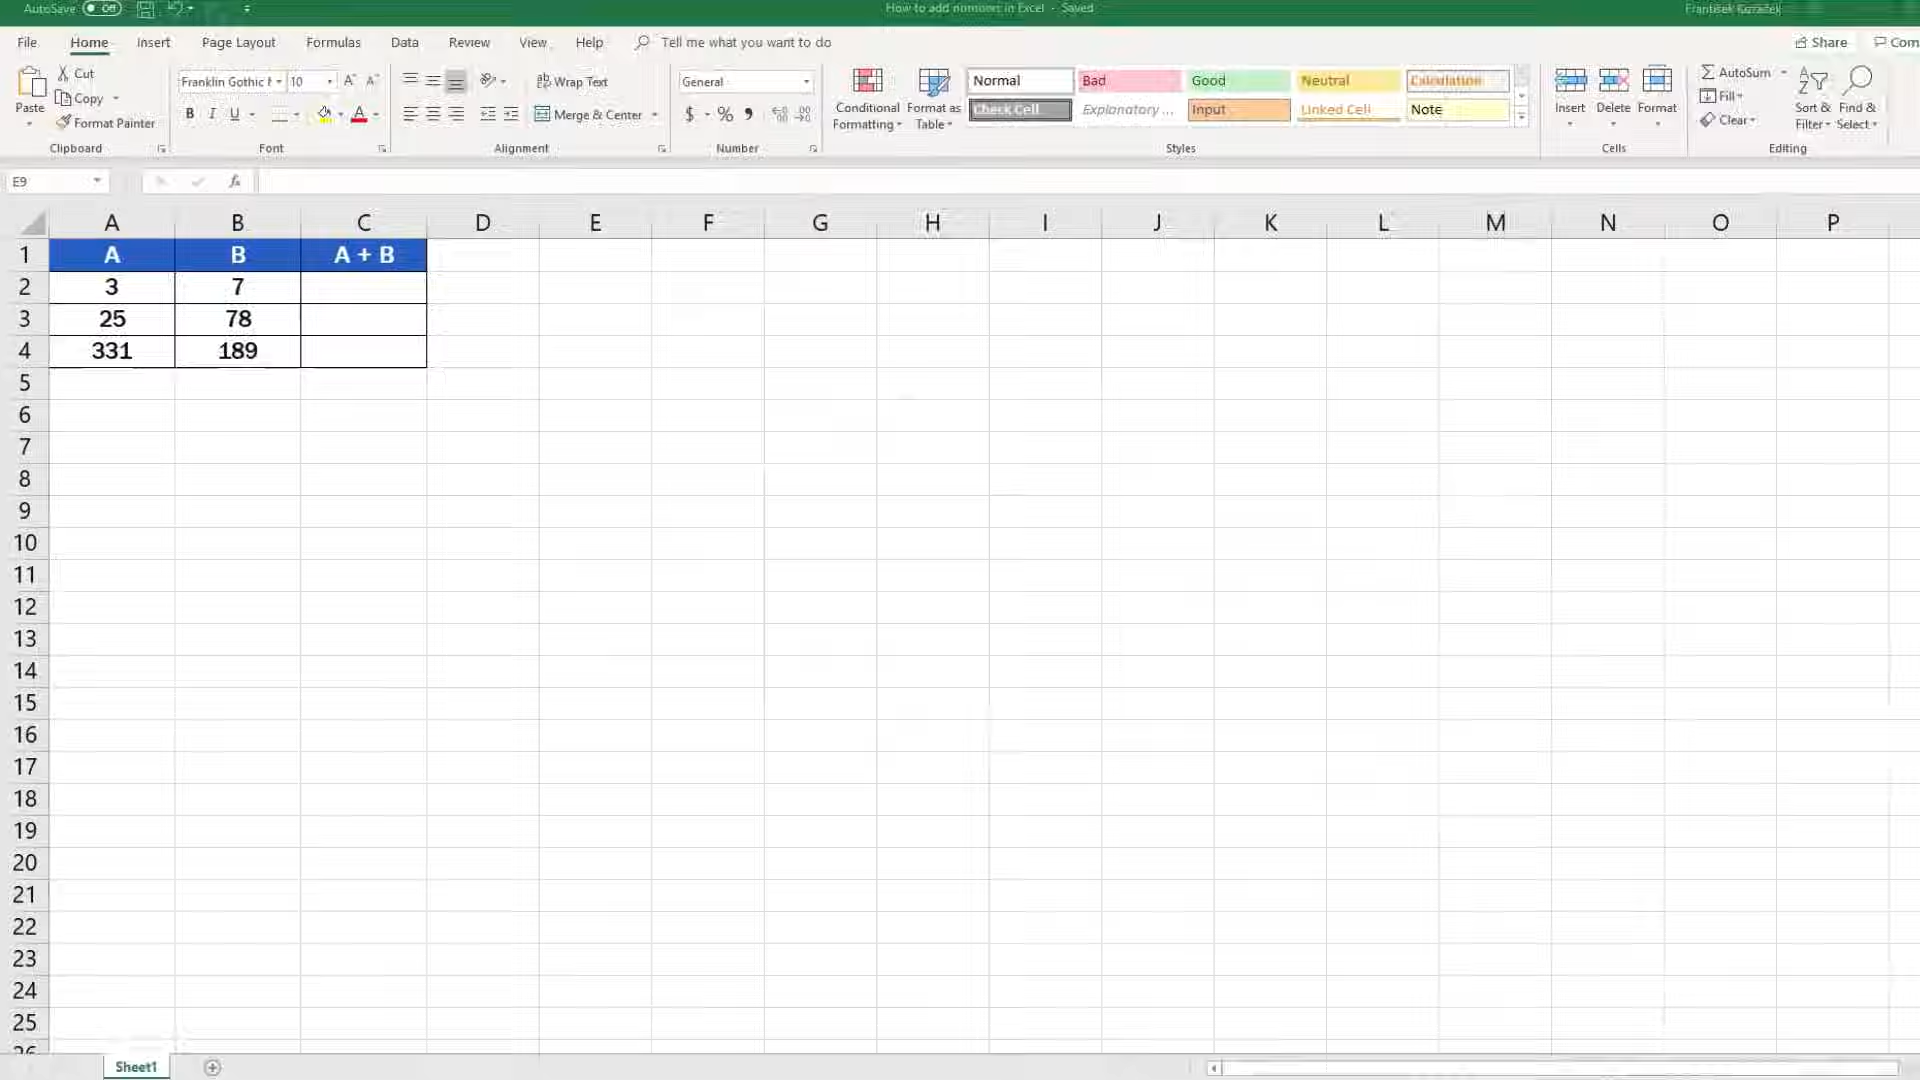 AutoSave Off
How to add numbers in Excel - Saved
File Home Insert Page Layout Formulas Data Review View Help Tell me what you want to do
Share
Com
Paste
Cut
Copy
Format Painter
Clipboard
Franklin Gothic 10
B I U
Font
Wrap Text
Merge & Center
Alignment
General
$ % 9
Number
Conditional Formatting
Format as Table
Normal Bad Good Neutral Calculation
Check Cell Explanatory ... Input Linked Cell Note
Styles
Insert Delete Format
Cells
AutoSum
Fill
Clear
Sort & Filter
Find & Select
Editing
E9 fx
A B C D E F G H I J K L M N O P
1 A B A + B
2 3 7
3 25 78
4 331 189
5
6
7
8
9
10
11
12
13
14
15
16
17
18
19
20
21
22
23
24
25
26
Sheet1